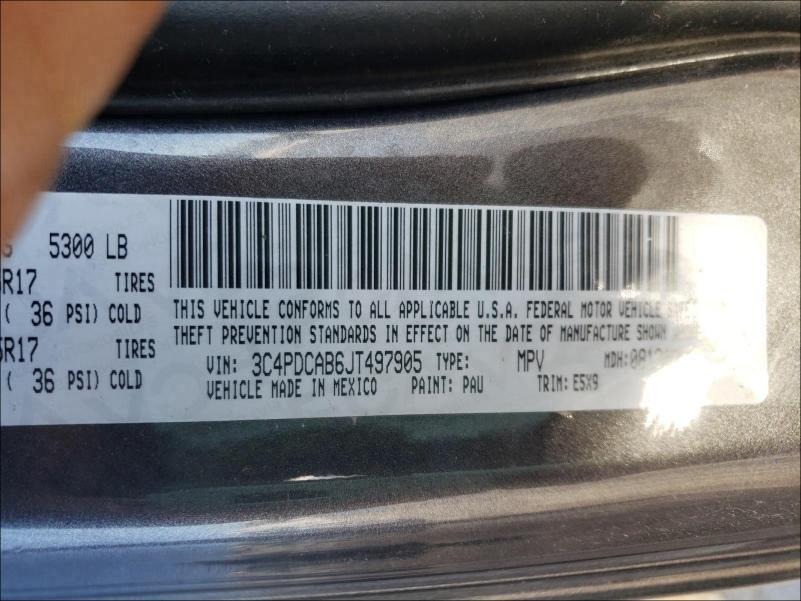 5300 LB
R17 TIRES
( 36 PSI) COLD
R17 TIRES
( 36 PSI) COLD
THIS VEHICLE CONFORMS TO ALL APPLICABLE U.S.A. FEDERAL MOTOR VEHICLE
THEFT PREVENTION STANDARDS IN EFFECT ON THE DATE OF MANUFACTURE SHOWN
VIN: 3C4PDCAB6JT497905 TYPE: MPV MDH:
VEHICLE MADE IN MEXICO PAINT: PAU TRIM: E5X9